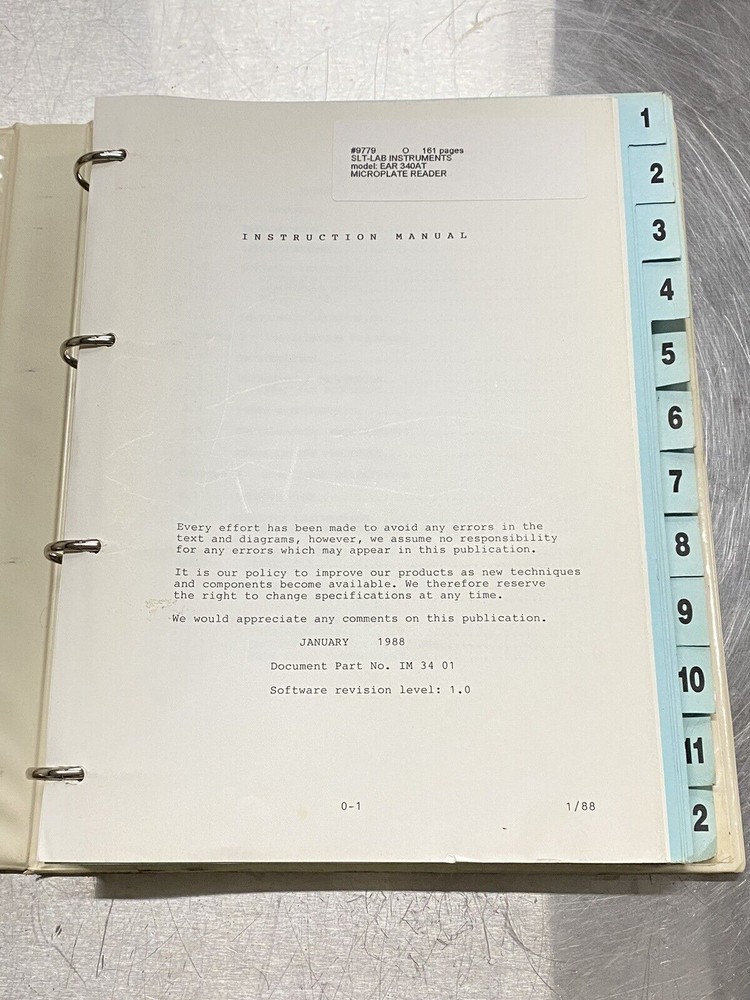 #9779 O 161 pages
SLT-LAB INSTRUMENTS
model: EAR 340AT
MICROPLATE READER
INSTRUCTION MANUAL
Every effort has been made to avoid any errors in the
text and diagrams, however, we assume no responsibility
for any errors which may appear in this publication.
It is our policy to improve our products as new techniques
and components become available. We therefore reserve
the right to change specifications at any time.
We would appreciate any comments on this publication.
JANUARY 1988
Document Part No. IM 34 01
Software revision level: 1.0
0-1 1/88
1
2
3
4
5
6
7
8
9
10
11
2